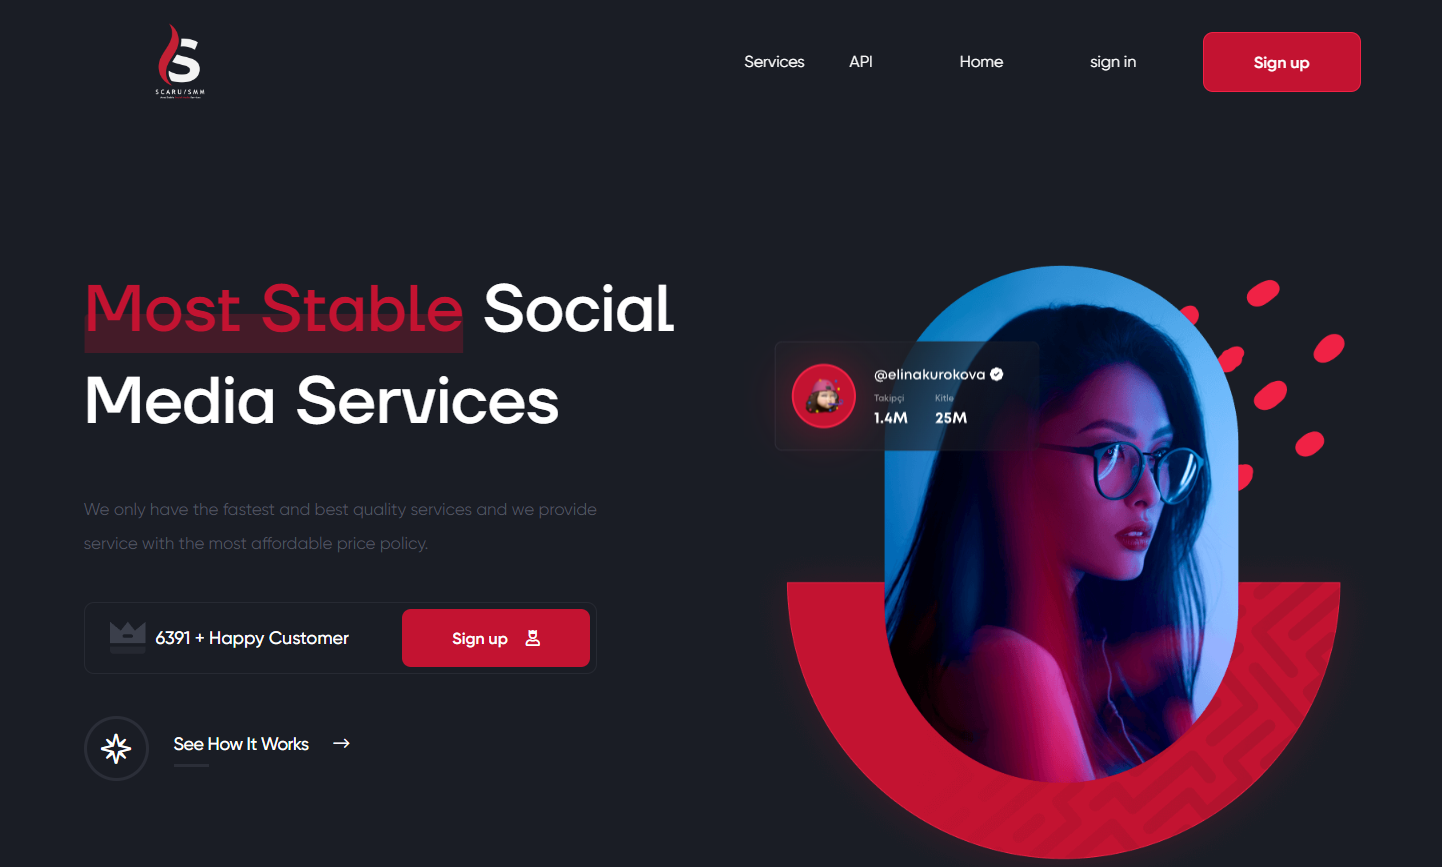 SCARU/SMM
Services
API
Home
sign in
Sign up
Most Stable Social
Media Services
@elinakurokova
Takipçi
Kitle
1.4M
25M
We only have the fastest and best quality services and we provide
service with the most affordable price policy.
6391 + Happy Customer
Sign up
See How It Works